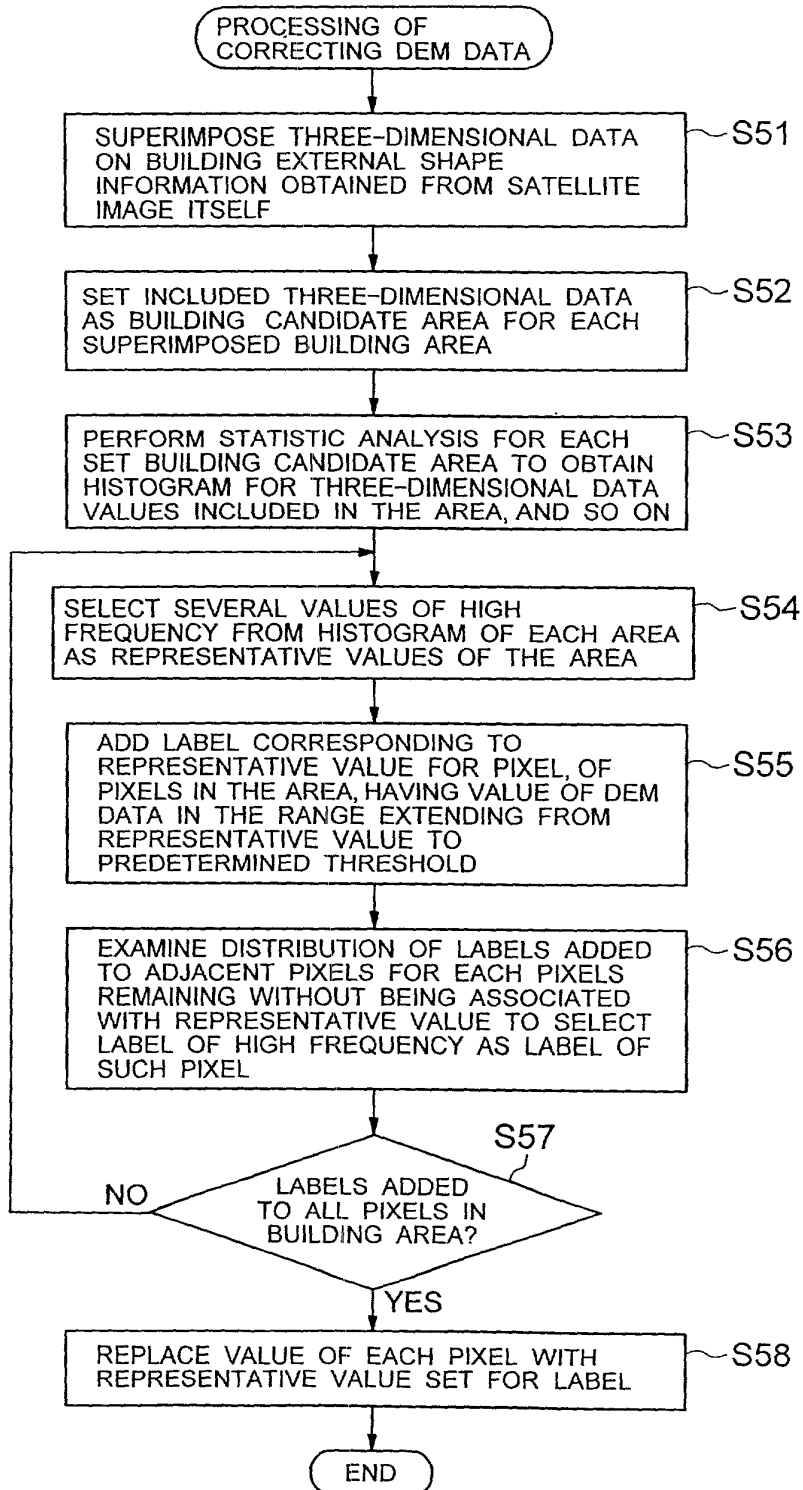 PROCESSING OF
CORRECTING DEM DATA
SUPERIMPOSE THREE-DIMENSIONAL DATA
ON BUILDING EXTERNAL SHAPE
INFORMATION OBTAINED FROM SATELLITE
IMAGE ITSELF
S51
SET INCLUDED THREE-DIMENSIONAL DATA
AS BUILDING CANDIDATE AREA FOR EACH
SUPERIMPOSED BUILDING AREA
S52
PERFORM STATISTIC ANALYSIS FOR EACH
SET BUILDING CANDIDATE AREA TO OBTAIN
HISTOGRAM FOR THREE-DIMENSIONAL DATA
VALUES INCLUDED IN THE AREA, AND SO ON
S53
SELECT SEVERAL VALUES OF HIGH
FREQUENCY FROM HISTOGRAM OF EACH AREA
AS REPRESENTATIVE VALUES OF THE AREA
S54
ADD LABEL CORRESPONDING TO
REPRESENTATIVE VALUE FOR PIXEL, OF
PIXELS IN THE AREA, HAVING VALUE OF DEM
DATA IN THE RANGE EXTENDING FROM
REPRESENTATIVE VALUE TO
PREDETERMINED THRESHOLD
S55
EXAMINE DISTRIBUTION OF LABELS ADDED
TO ADJACENT PIXELS FOR EACH PIXELS
REMAINING WITHOUT BEING ASSOCIATED
WITH REPRESENTATIVE VALUE TO SELECT
LABEL OF HIGH FREQUENCY AS LABEL OF
SUCH PIXEL
S56
S57
NO
LABELS ADDED
TO ALL PIXELS IN
BUILDING AREA?
YES
REPLACE VALUE OF EACH PIXEL WITH
REPRESENTATIVE VALUE SET FOR LABEL
S58
END